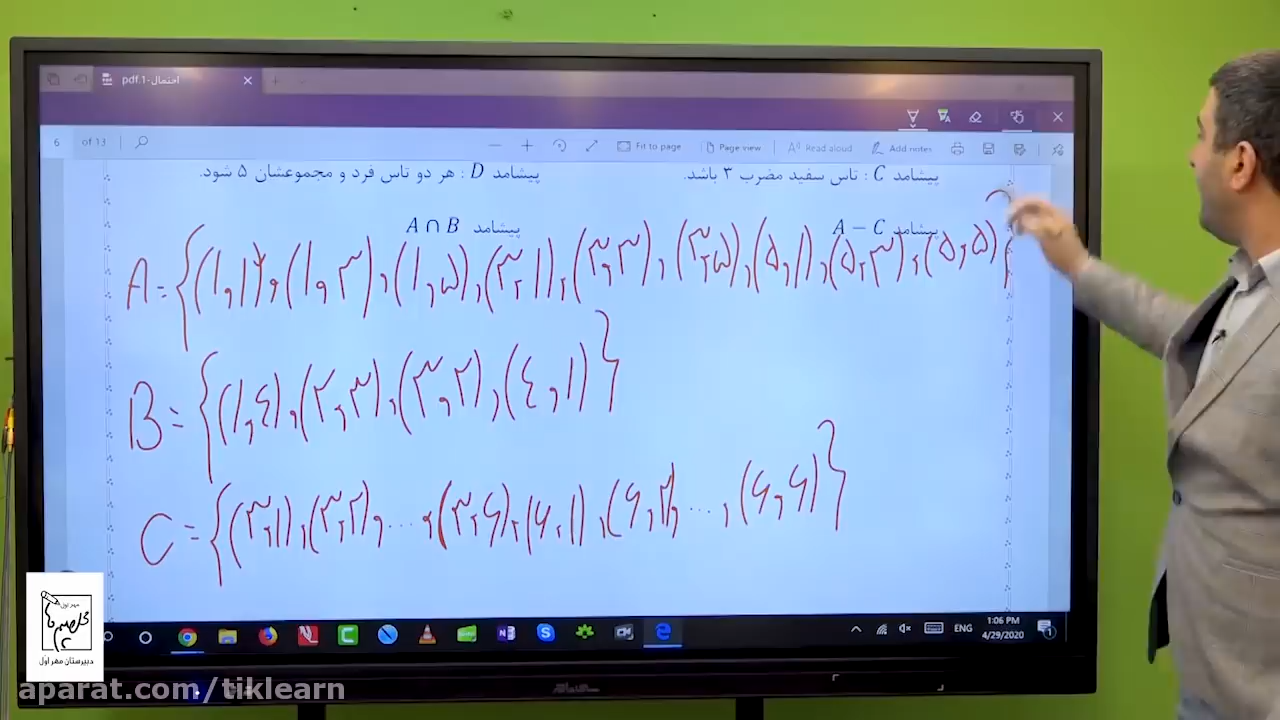 احتمال-1.pdf
6 of 13 Fit to page Page view Read aloud Add notes
پیشامد C : تاس سفید مضرب ۳ باشد. پیشامد D : هر دو تاس فرد و مجموعشان ۵ شود.
پیشامد A − C پیشامد A ∩ B
A = {(۱,۱), (۱,۳), (۱,۵), (۳,۱), (۳,۳), (۳,۵), (۵,۱), (۵,۳), (۵,۵)}
B = {(۱,۴), (۲,۳), (۳,۲), (۴,۱)}
C = {(۳,۱), (۳,۲), ... , (۳,۶), (۶,۱), (۶,۲), ... , (۶,۶)}
ENG 1:06 PM
4/29/2020
مهر اول
دبیرستان مهر اول
aparat.com/tiklearn